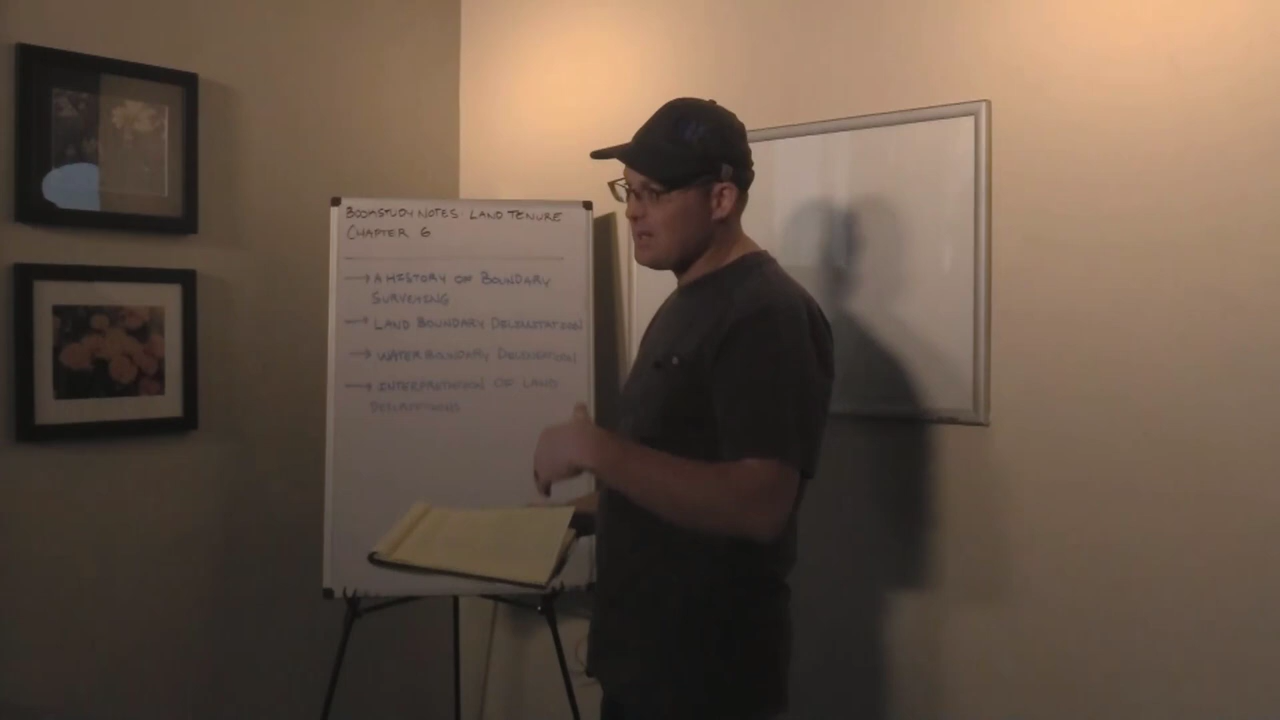 BOOKSTUDY NOTES: LAND TENURE
CHAPTER 6
→ A HISTORY OF BOUNDARY
SURVEYING
→ LAND BOUNDARY DELINEATION
→ WATER BOUNDARY DELINEATION
→ INTERPRETATION OF LAND
DESCRIPTIONS